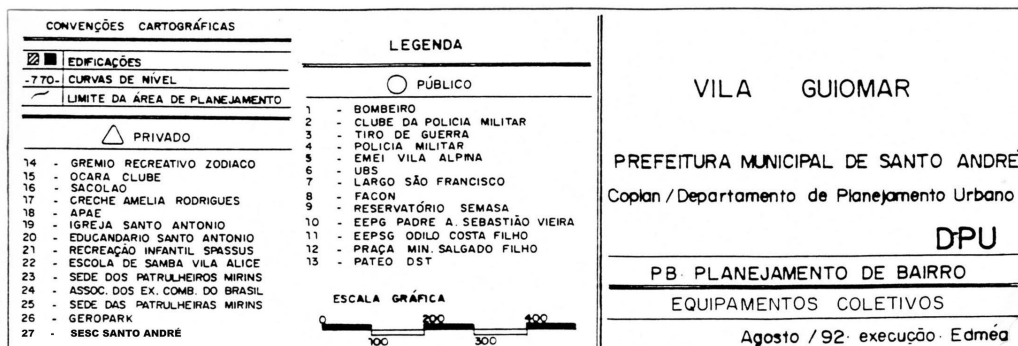 CONVENÇÕES CARTOGRÁFICAS
EDIFICAÇÕES
-770- CURVAS DE NÍVEL
LIMITE DA ÁREA DE PLANEJAMENTO
PRIVADO
14 - GREMIO RECREATIVO ZODIACO
15 - OCARA CLUBE
16 - SACOLAO
17 - CRECHE AMELIA RODRIGUES
18 - APAE
19 - IGREJA SANTO ANTONIO
20 - EDUCANDARIO SANTO ANTONIO
21 - RECREAÇÃO INFANTIL SPASSUS
22 - ESCOLA DE SAMBA VILA ALICE
23 - SEDE DOS PATRULHEIROS MIRINS
24 - ASSOC. DOS EX. COMB. DO BRASIL
25 - SEDE DAS PATRULHEIRAS MIRINS
26 - GEROPARK
27 - SESC SANTO ANDRÉ
LEGENDA
PÚBLICO
1 - BOMBEIRO
2 - CLUBE DA POLICIA MILITAR
3 - TIRO DE GUERRA
4 - POLICIA MILITAR
5 - EMEI VILA ALPINA
6 - UBS
7 - LARGO SÃO FRANCISCO
8 - FACON
9 - RESERVATÓRIO SEMASA
10 - EEPG PADRE A. SEBASTIÃO VIEIRA
11 - EEPSG ODILO COSTA FILHO
12 - PRAÇA MIN. SALGADO FILHO
13 - PATEO DST
ESCALA GRÁFICA
0 200 400
100 300
VILA GUIOMAR
PREFEITURA MUNICIPAL DE SANTO ANDRÉ
Coplan / Departamento de Planejamento Urbano
DPU
PB. PLANEJAMENTO DE BAIRRO
EQUIPAMENTOS COLETIVOS
Agosto / 92. execução. Edméa